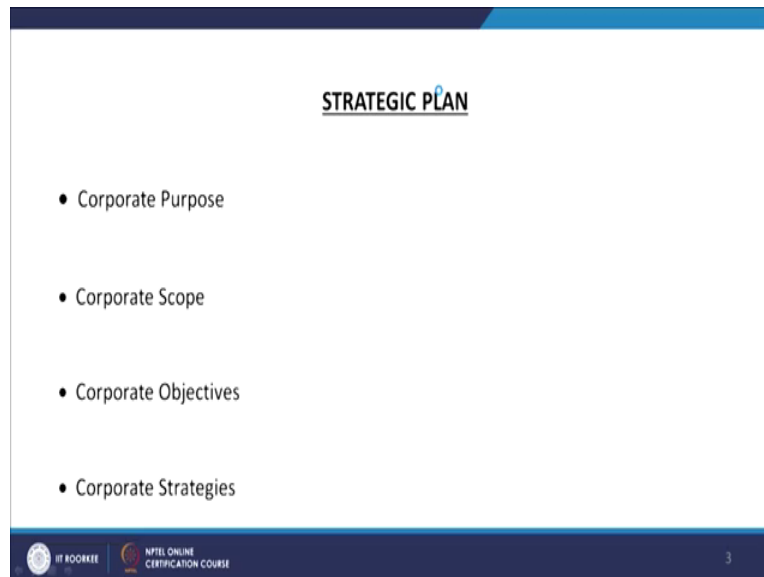 STRATEGIC PLAN
• Corporate Purpose
• Corporate Scope
• Corporate Objectives
• Corporate Strategies
IIT ROORKEE
NPTEL ONLINE
CERTIFICATION COURSE
3